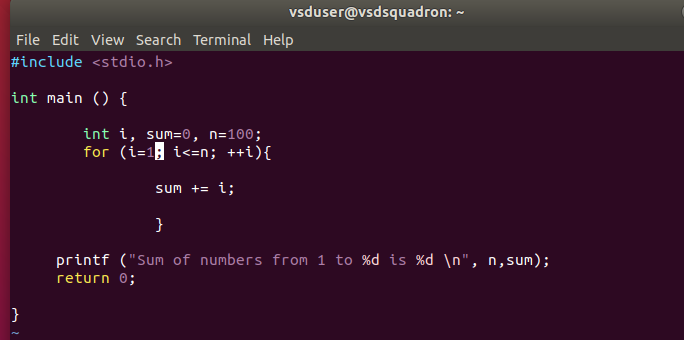 vsduser@vsdsquadron: ~
File Edit View Search Terminal Help
#include <stdio.h>
int main () {
int i, sum=0, n=100;
for (i=1; i<=n; ++i){
sum += i;
}
printf ("Sum of numbers from 1 to %d is %d \n", n,sum);
return 0;
}
~